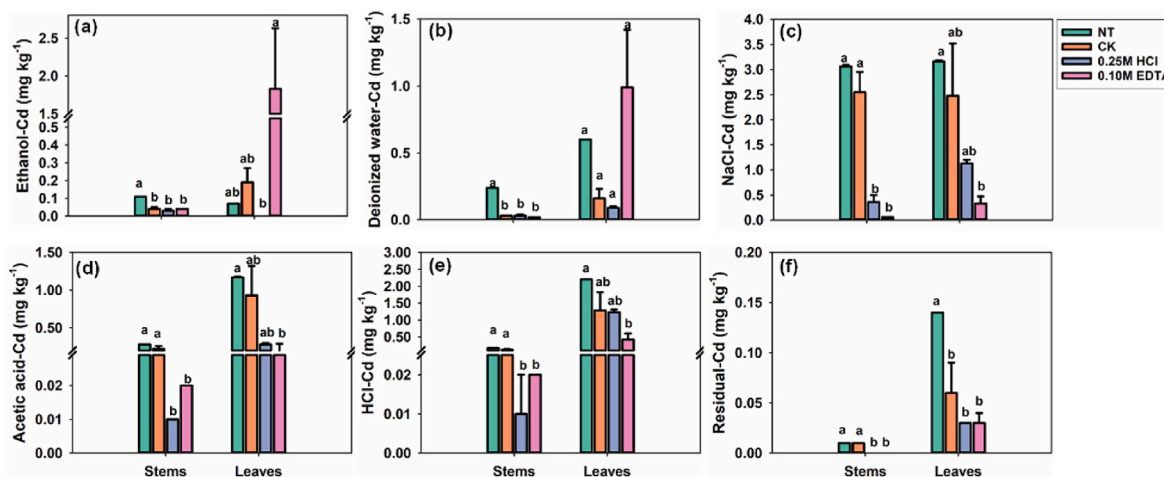 (a)
Ethanol-Cd (mg kg⁻¹)
2.5
2.0
1.5
0.5
0.4
0.3
0.2
0.1
0.0
a b b b
ab ab b a
(b)
Deionized water-Cd (mg kg⁻¹)
1.5
1.0
0.5
0.0
a b b b
a a a a
(c)
NaCl-Cd (mg kg⁻¹)
4.0
3.5
3.0
2.5
2.0
1.5
1.0
0.5
0.0
a a b b
a ab ab b
NT
CK
0.25M HCl
0.10M EDTA
(d)
Acetic acid-Cd (mg kg⁻¹)
1.50
1.00
0.50
0.02
0.01
0.00
a a b b
a ab ab b
Stems Leaves
(e)
HCl-Cd (mg kg⁻¹)
3.00
2.50
2.00
1.50
1.00
0.50
0.02
0.01
0.00
a a b b
a ab ab b
Stems Leaves
(f)
Residual-Cd (mg kg⁻¹)
0.20
0.15
0.10
0.05
0.00
a a b b
a b b b
Stems Leaves